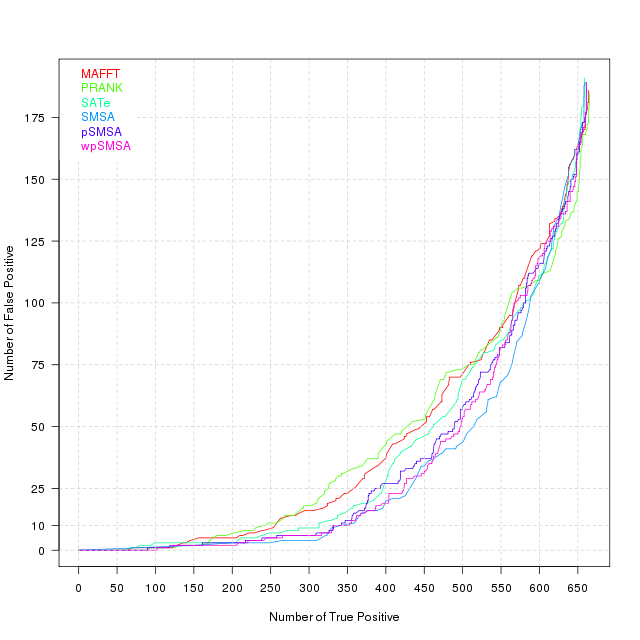 MAFFT
PRANK
SATe
SMSA
pSMSA
wpSMSA
175
150
125
100
75
50
25
10
0
Number of False Positive
0 50 100 150 200 250 300 350 400 450 500 550 600 650
Number of True Positive